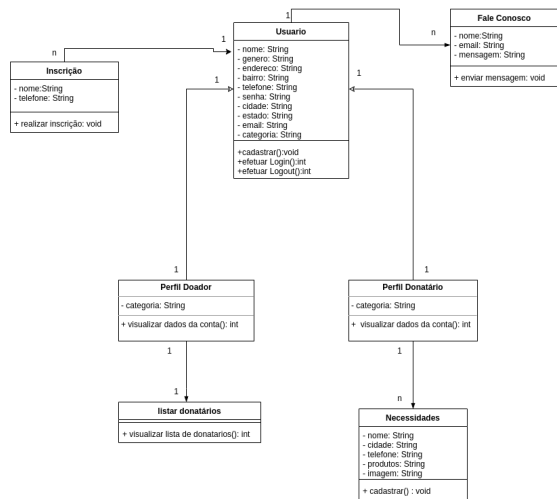 Usuario
- nome: String
- genero: String
- endereco: String
- bairro: String
- telefone: String
- senha: String
- cidade: String
- estado: String
- email: String
- categoria: String
+cadastrar():void
+efetuar Login():int
+efetuar Logout():int
Fale Conosco
- nome:String
- email: String
- mensagem: String
+ enviar mensagem: void
Inscrição
- nome:String
- telefone: String
+ realizar inscrição: void
1
n
n
1
1
1
1
1
Perfil Doador
- categoria: String
+ visualizar dados da conta(): int
Perfil Donatário
- categoria: String
+ visualizar dados da conta(): int
1
1
1
n
listar donatários
+ visualizar lista de donatarios(): int
Necessidades
- nome: String
- cidade: String
- telefone: String
- produtos: String
- imagem: String
+ cadastrar() : void